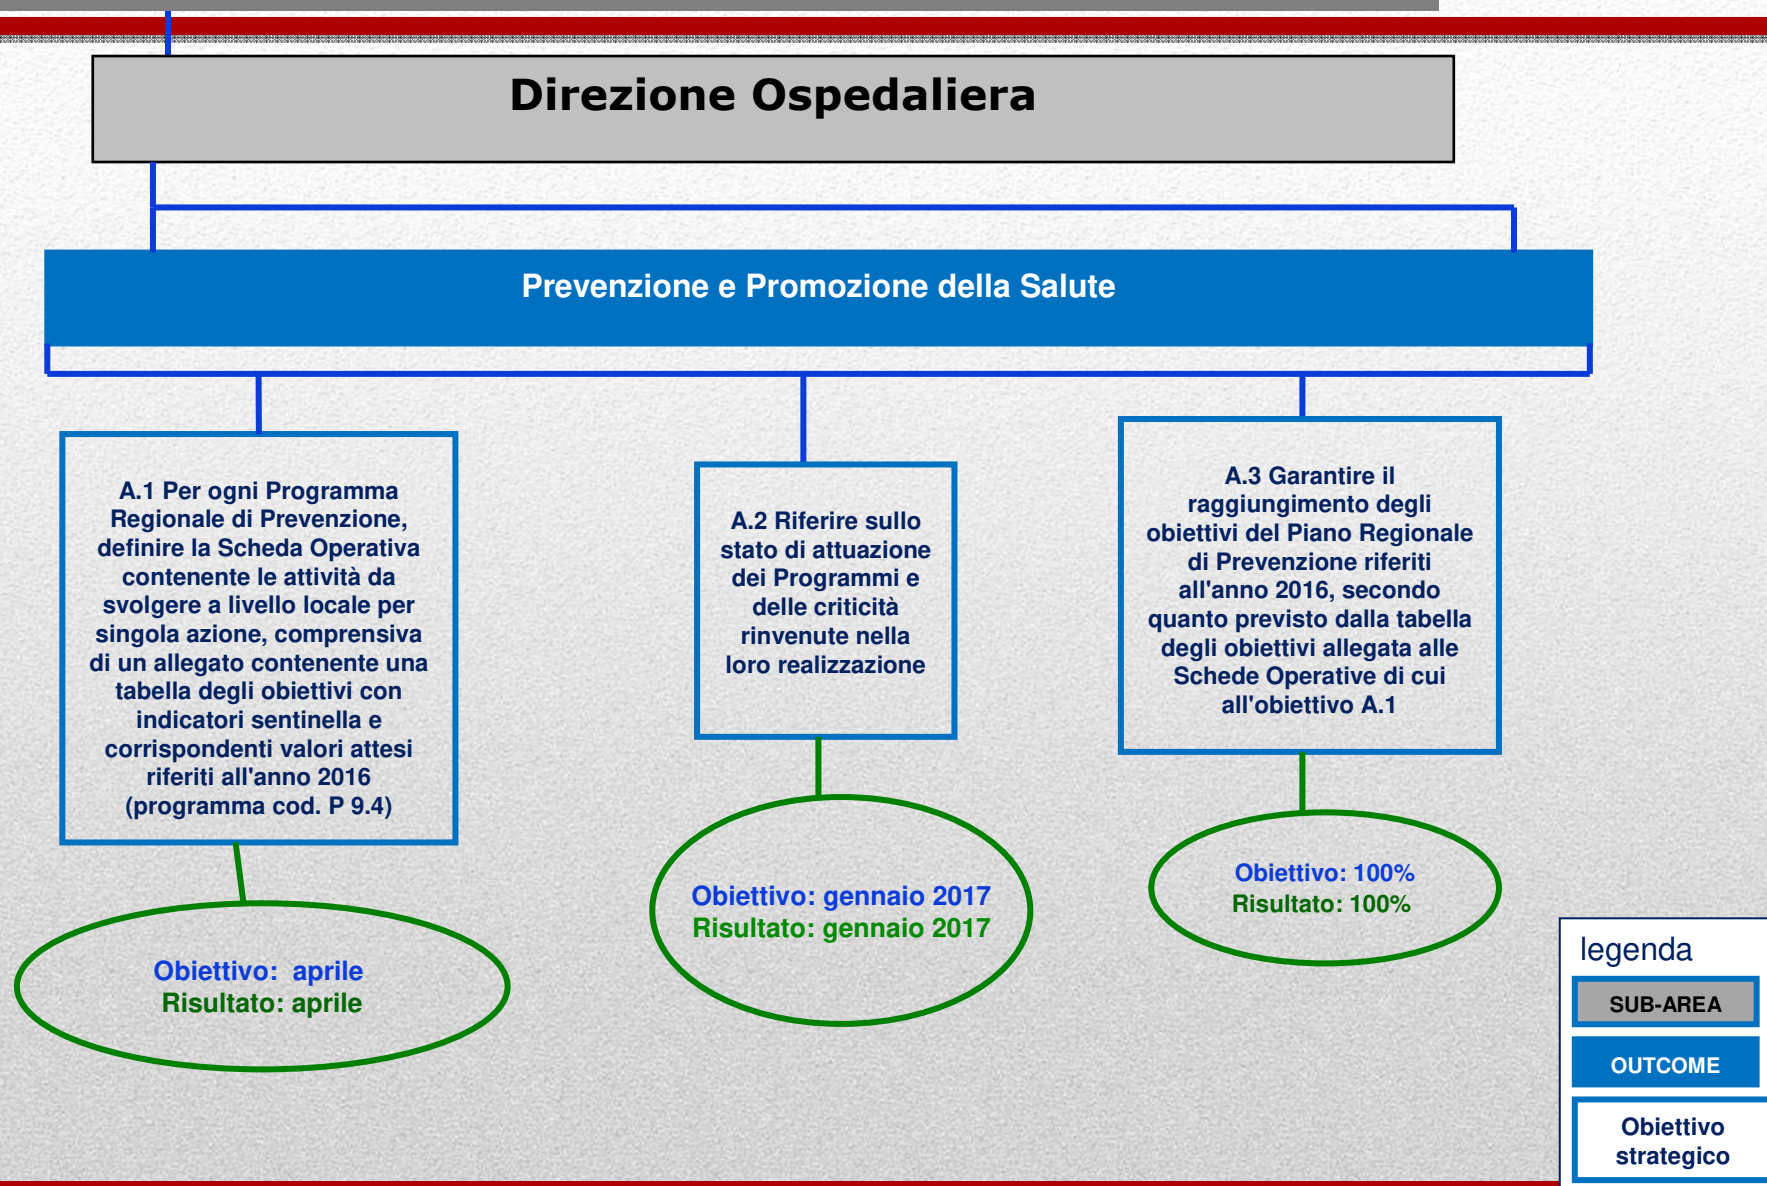 Direzione Ospedaliera
Prevenzione e Promozione della Salute
A.1 Per ogni Programma
Regionale di Prevenzione,
definire la Scheda Operativa
contenente le attività da
svolgere a livello locale per
singola azione, comprensiva
di un allegato contenente una
tabella degli obiettivi con
indicatori sentinella e
corrispondenti valori attesi
riferiti all'anno 2016
(programma cod. P 9.4)
Obiettivo: aprile
Risultato: aprile
A.2 Riferire sullo
stato di attuazione
dei Programmi e
delle criticità
rinvenute nella
loro realizzazione
Obiettivo: gennaio 2017
Risultato: gennaio 2017
A.3 Garantire il
raggiungimento degli
obiettivi del Piano Regionale
di Prevenzione riferiti
all'anno 2016, secondo
quanto previsto dalla tabella
degli obiettivi allegata alle
Schede Operative di cui
all'obiettivo A.1
Obiettivo: 100%
Risultato: 100%
legenda
SUB-AREA
OUTCOME
Obiettivo
strategico